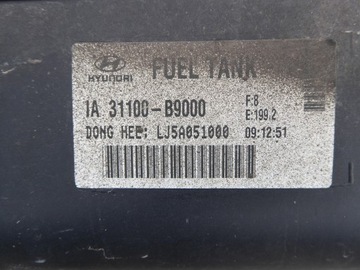 FUEL TANK
HYUNDAI
1A 31100-B9000
F:8
E:199.2
DONG HEE: LJ5A051000
09:12:51